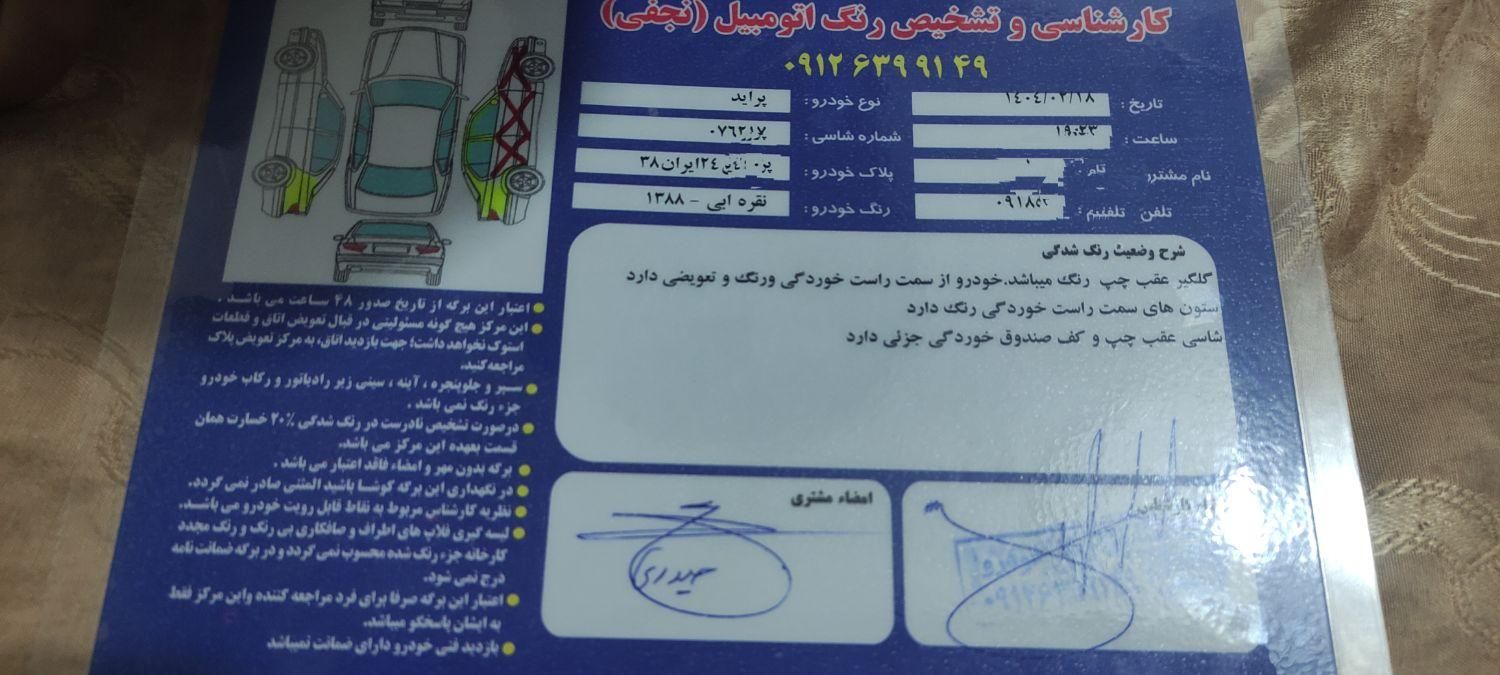 کارشناسی و تشخیص رنگ اتومبیل (نجفی)
۰۹۱۲ ۶۳۹ ۹۱ ۴۹
تاریخ : ۱۴۰۴/۰۲/۱۸
نوع خودرو : پراید
ساعت : ۱۹:۲۳
شماره شاسی :
نام مشتری
پلاک خودرو : ایران۳۸
تلفن
رنگ خودرو : نقره ایی - ۱۳۸۸
شرح وضعیت رنگ شدگی
گلگیر عقب چپ رنگ میباشد.خودرو از سمت راست خوردگی ورنگ و تعویضی دارد
ستون های سمت راست خوردگی رنگ دارد
شاسی عقب چپ و کف صندوق خوردگی جزئی دارد
اعتبار این برگه از تاریخ صدور ۴۸ ساعت می باشد .
این مرکز هیچ گونه مسئولیتی در قبال تعویض اتاق و قطعات
استوک نخواهد داشت؛ جهت بازدید اتاق، به مرکز تعویض پلاک
مراجعه کنید.
سپر و جلوپنجره ، آینه ، سینی زیر رادیاتور و رکاب خودرو
جزء رنگ نمی باشد .
درصورت تشخیص نادرست در رنگ شدگی ۲۰٪ خسارت همان
قسمت بعهده این مرکز می باشد.
برگه بدون مهر و امضاء فاقد اعتبار می باشد .
در نگهداری این برگه کوشا باشید المثنی صادر نمی گردد.
نظریه کارشناس مربوط به نقاط قابل رویت خودرو می باشد.
لیسه گیری قلاب های اطراف و صافکاری بی رنگ و رنگ مجدد
کارخانه جزء رنگ شده محسوب نمی گردد و در برگه ضمانت نامه
درج نمی شود.
اعتبار این برگه صرفا برای فرد مراجعه کننده واین مرکز فقط
به ایشان پاسخگو میباشد.
بازدید فنی خودرو دارای ضمانت نمیباشد
امضاء مشتری
حیدری